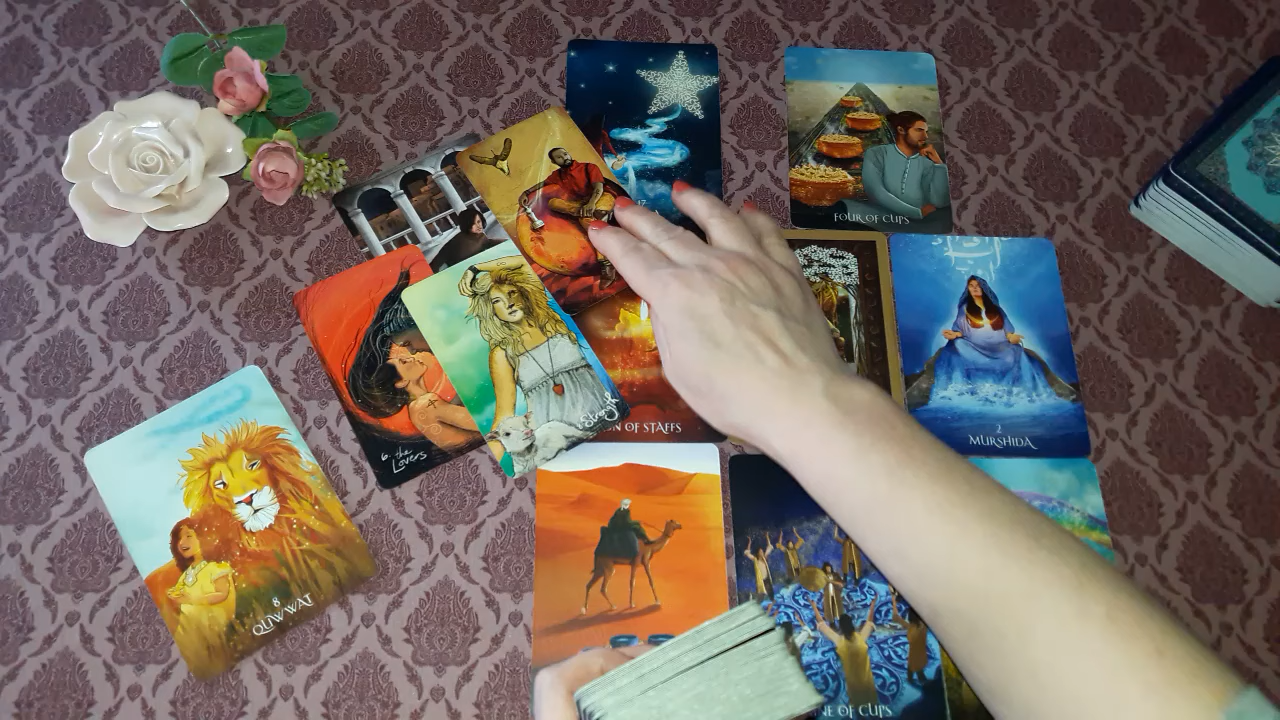 FOUR OF CUPS
2
MURSHIDA
6. the
Lovers
Strength
N OF STAFFS
8
QUWWAT
NE OF CUPS